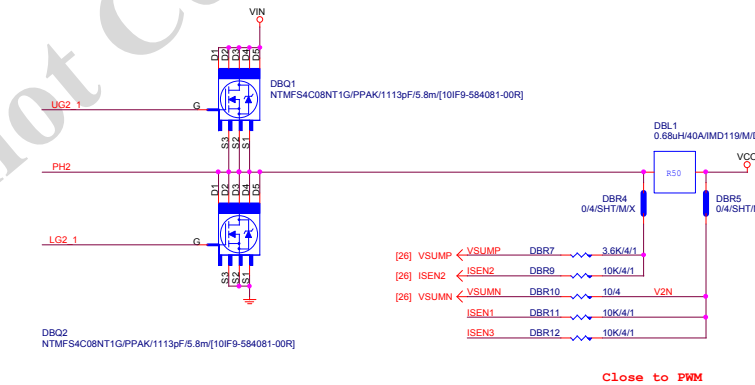 not Co
VIN
D1 D2 D3 D4 D5
DBQ1
NTMFS4C08NT1G/PPAK/1113pF/5.8m/[10IF9-584081-00R]
UG2_1
G
S3 S2 S1
DBL1
0.68uH/40A/IMD119/M/D
VCC
PH2
R50
D1 D2 D3 D4 D5
DBR4
0/4/SHT/M/X
DBR5
0/4/SHT/M
LG2_1
G
S3 S2 S1
[26] VSUMP VSUMP DBR7 3.6K/4/1
[26] ISEN2 ISEN2 DBR9 10K/4/1
[26] VSUMN VSUMN DBR10 10/4 V2N
ISEN1 DBR11 10K/4/1
ISEN3 DBR12 10K/4/1
DBQ2
NTMFS4C08NT1G/PPAK/1113pF/5.8m/[10IF9-584081-00R]
Close to PWM